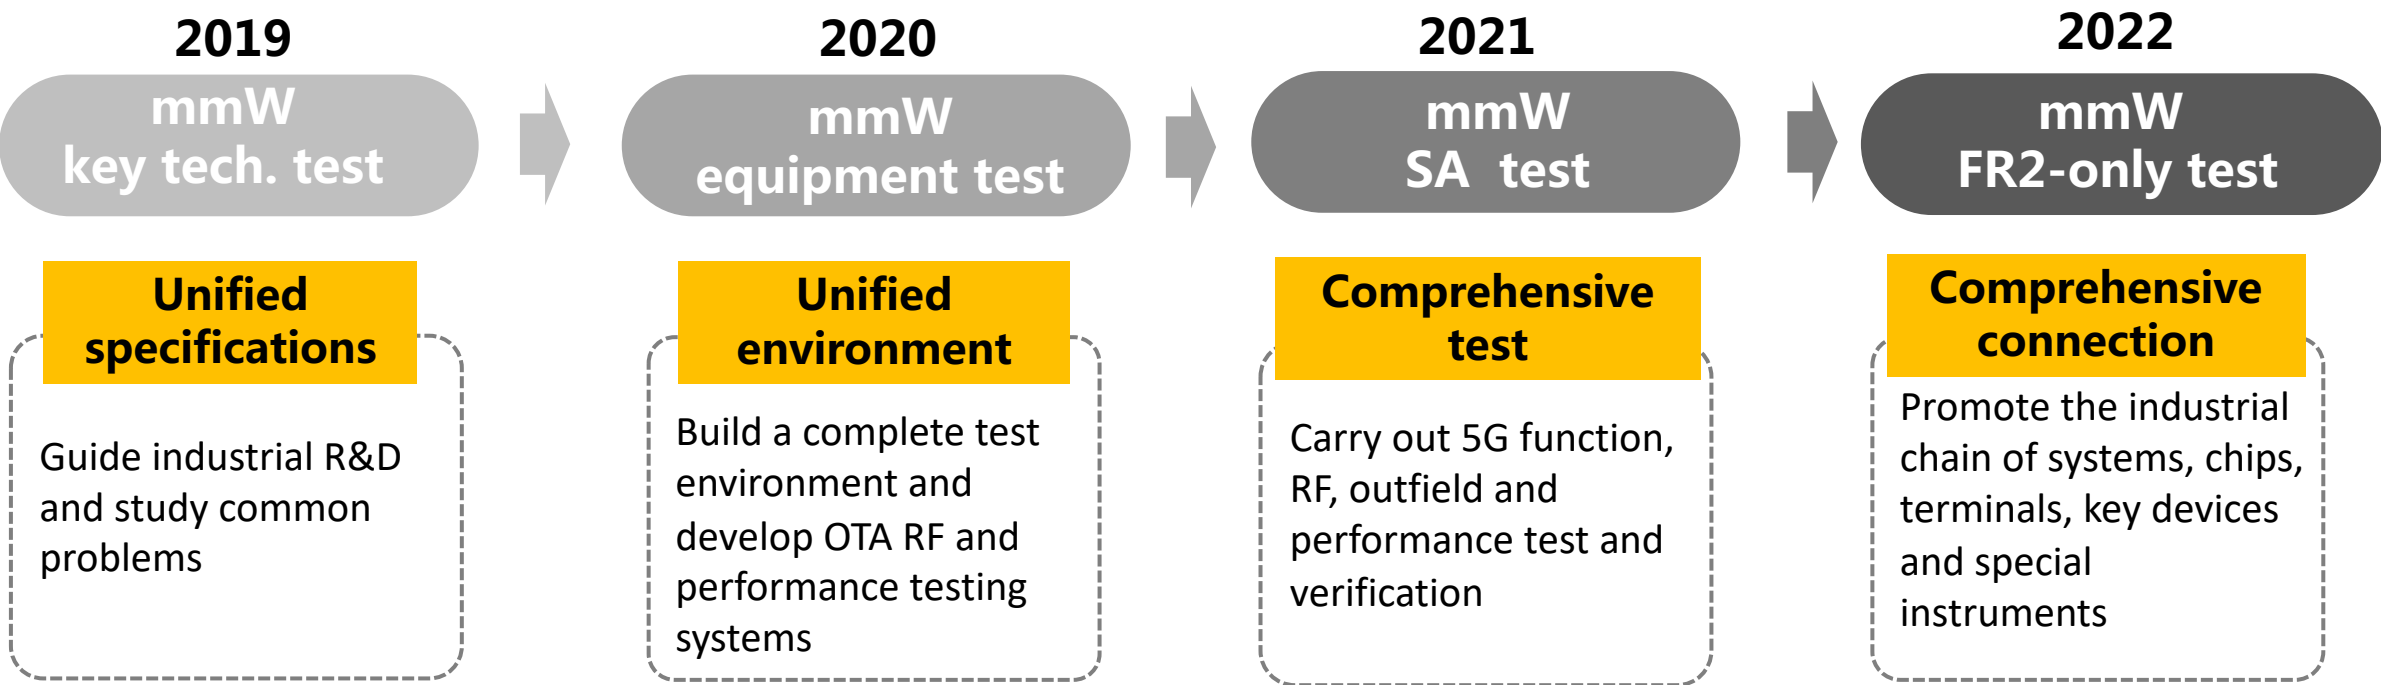 2019
mmW
key tech. test
Unified
specifications
Guide industrial R&D
and study common
problems
2020
mmW
equipment test
Unified
environment
Build a complete test
environment and
develop OTA RF and
performance testing
systems
2021
mmW
SA test
Comprehensive
test
Carry out 5G function,
RF, outfield and
performance test and
verification
2022
mmW
FR2-only test
Comprehensive
connection
Promote the industrial
chain of systems, chips,
terminals, key devices
and special
instruments